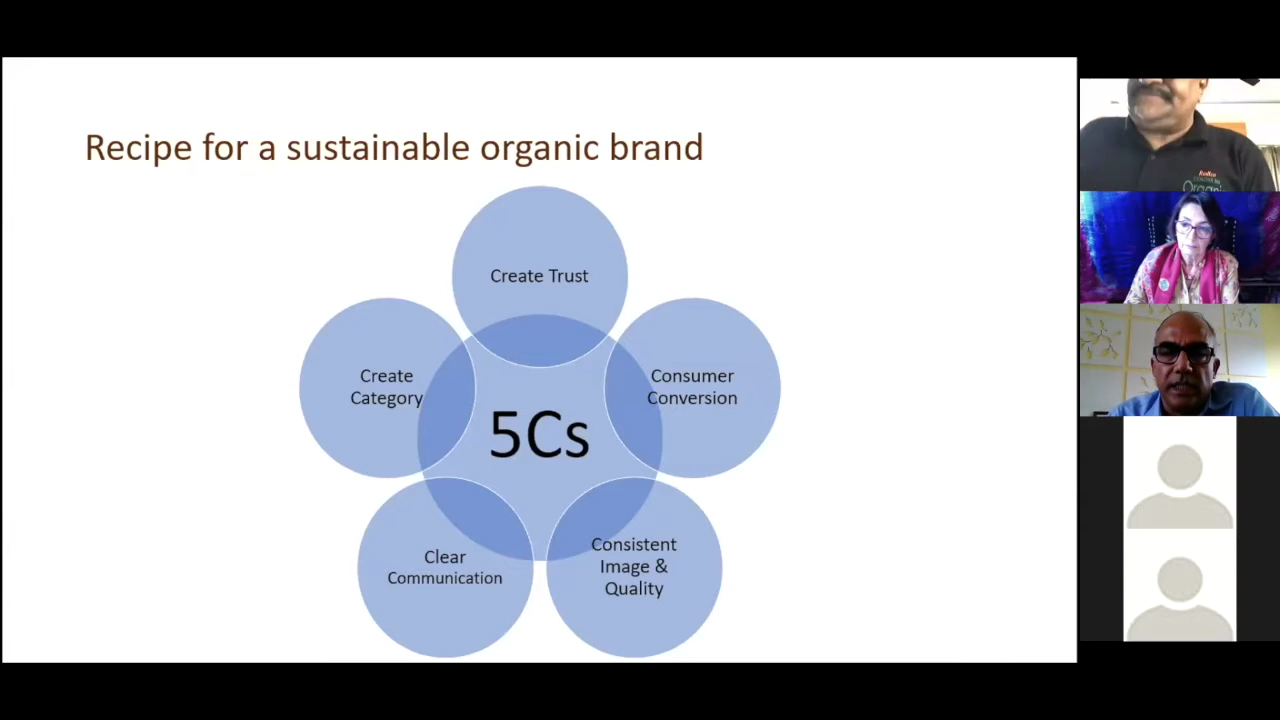 Recipe for a sustainable organic brand
Create Trust
Consumer
Conversion
Consistent
Image &
Quality
Clear
Communication
Create
Category
5Cs